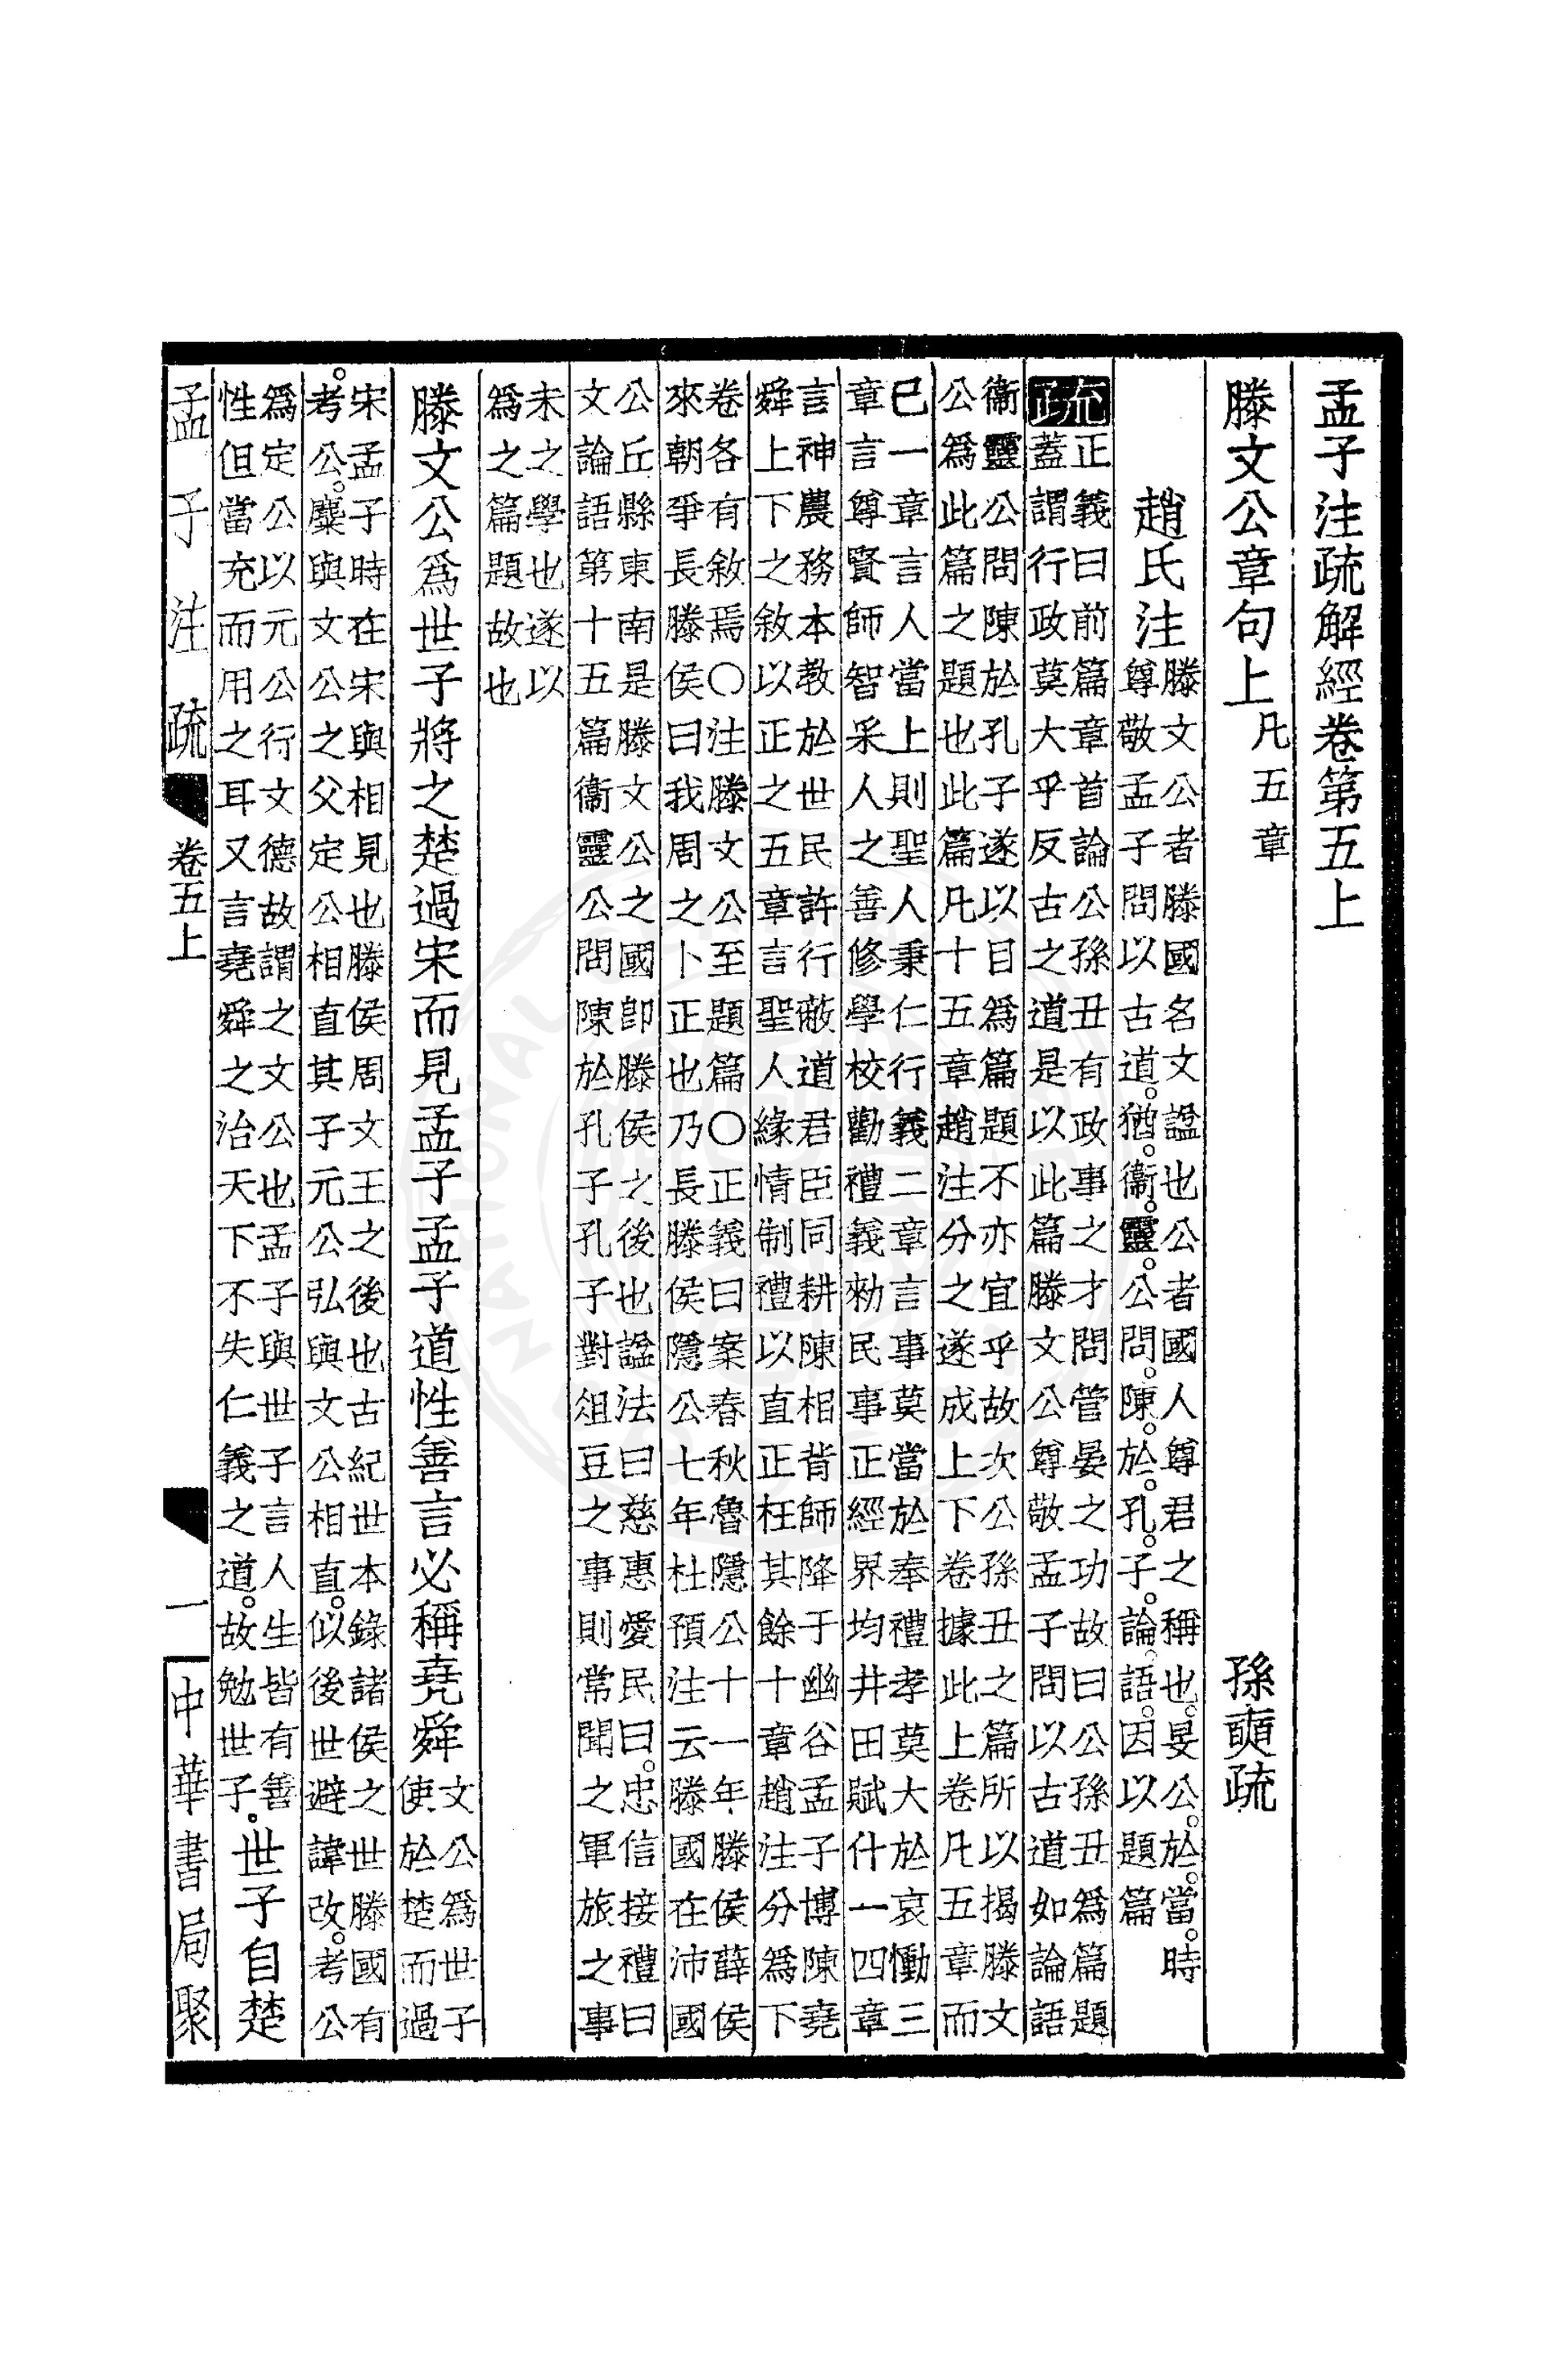 孟子注疏解經卷第五上
滕文公章句上 凡五章 孫奭疏
趙氏注
滕文公者滕國名文諡也公者國人尊君之稱也。旻公。於。當。時
尊敬孟子問以古道。猶。衞。靈。公。問。陳。於。孔。子。論。語。因以題篇
疏
正義曰前篇章首論公孫丑有政事之才問管晏之功故曰公孫丑爲篇題
蓋謂行政莫大乎反古之道是以此篇滕文公尊敬孟子問以古道如論語
衞靈公問陳於孔子遂以目爲篇題不亦宜乎故次公孫丑之篇所以揭滕文
公爲此篇之題也此篇凡十五章趙注分之遂成上下卷據此上卷凡五章而
巳一章言人當上則聖人秉仁行義二章言事莫當於奉禮孝莫大於哀慟三
章言尊賢師智采人之善修學校勸禮義勑民事正經界均井田賦什一四章
言神農務本教於世民許行蔽道君臣同耕陳相背師降于幽谷孟子博陳堯
舜上下之敘以正之五章言聖人緣情制禮以直正枉其餘十章趙注分爲下
卷各有敘焉○注滕文公至題篇○正義曰案春秋魯隱公十一年滕侯薛侯
來朝爭長滕侯曰我周之卜正也乃長滕侯隱公七年杜預注云滕國在沛國
公丘縣東南是滕文公之國卽滕侯之後也諡法曰慈惠愛民曰。忠信接禮曰
文論語第十五篇衞靈公問陳於孔子孔子對俎豆之事則常聞之軍旅之事
未之學也遂以
爲之篇題故也
滕文公爲世子將之楚過宋而見孟子孟子道性善言必稱堯舜
文公爲世子
使於楚而過
宋孟子時在宋與相見也滕侯周文王之後也古紀世本錄諸侯之世滕國有
。考公。麋與文公之父定公相直其子元公弘與文公相直。似後世避諱改。考公
爲定公以元公行文德故謂之文公也孟子與世子言人生皆有善
性但當充而用之耳又言堯舜之治天下不失仁義之道。故勉世子。
世子自楚
孟子注疏 卷五上 一 中華書局聚